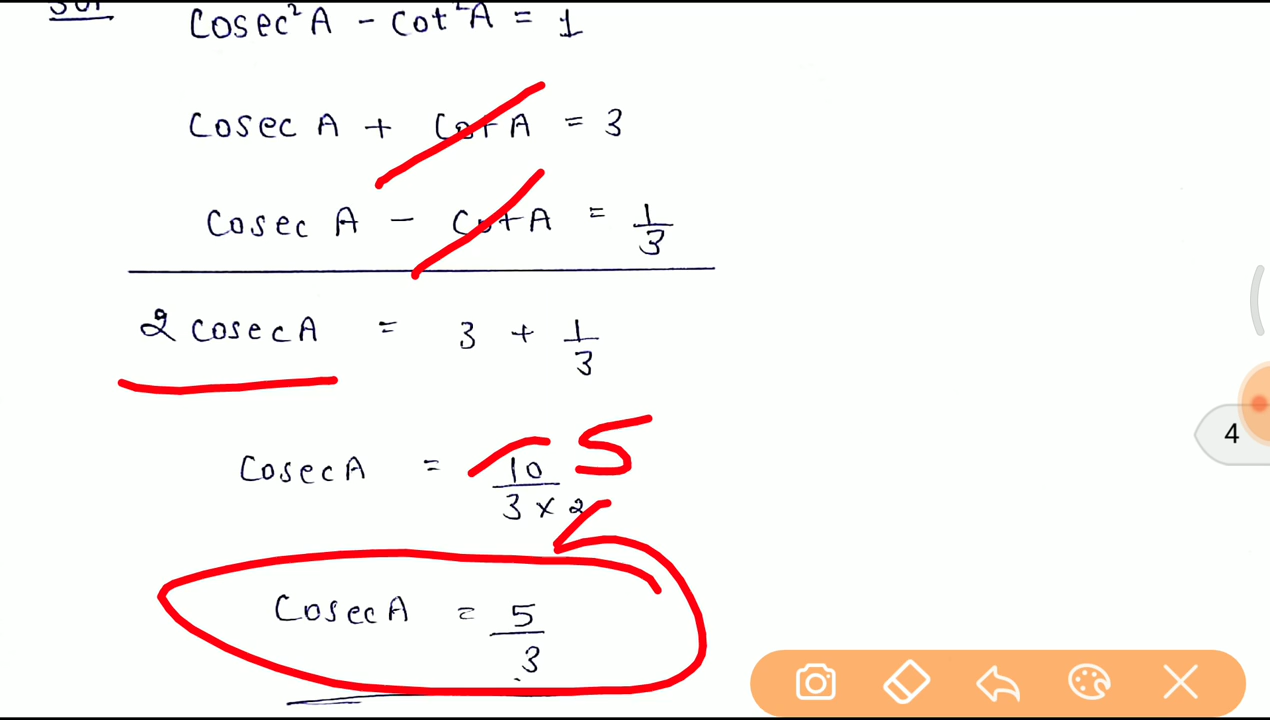 Sol
Cosec²A - Cot²A = 1
Cosec A + Cot A = 3
Cosec A - Cot A = 1/3
2 CosecA = 3 + 1/3
CosecA = 10/3×2 5
CosecA = 5/3
4